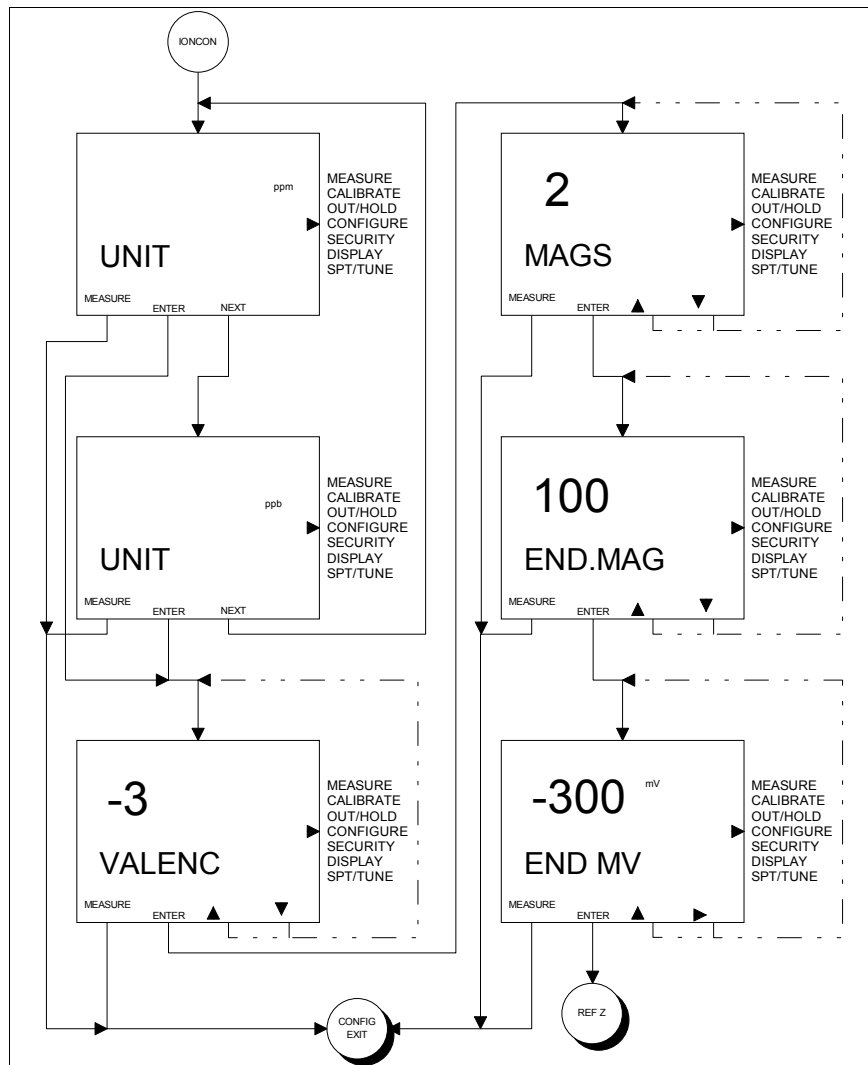 IONCON
ppm
UNIT
MEASURE
ENTER
NEXT
MEASURE
CALIBRATE
OUT/HOLD
CONFIGURE
SECURITY
DISPLAY
SPT/TUNE
ppb
UNIT
MEASURE
ENTER
NEXT
MEASURE
CALIBRATE
OUT/HOLD
CONFIGURE
SECURITY
DISPLAY
SPT/TUNE
-3
VALENC
MEASURE
ENTER
MEASURE
CALIBRATE
OUT/HOLD
CONFIGURE
SECURITY
DISPLAY
SPT/TUNE
2
MAGS
MEASURE
ENTER
MEASURE
CALIBRATE
OUT/HOLD
CONFIGURE
SECURITY
DISPLAY
SPT/TUNE
100
END.MAG
MEASURE
ENTER
MEASURE
CALIBRATE
OUT/HOLD
CONFIGURE
SECURITY
DISPLAY
SPT/TUNE
-300 mV
END MV
MEASURE
ENTER
MEASURE
CALIBRATE
OUT/HOLD
CONFIGURE
SECURITY
DISPLAY
SPT/TUNE
CONFIG
EXIT
REF Z